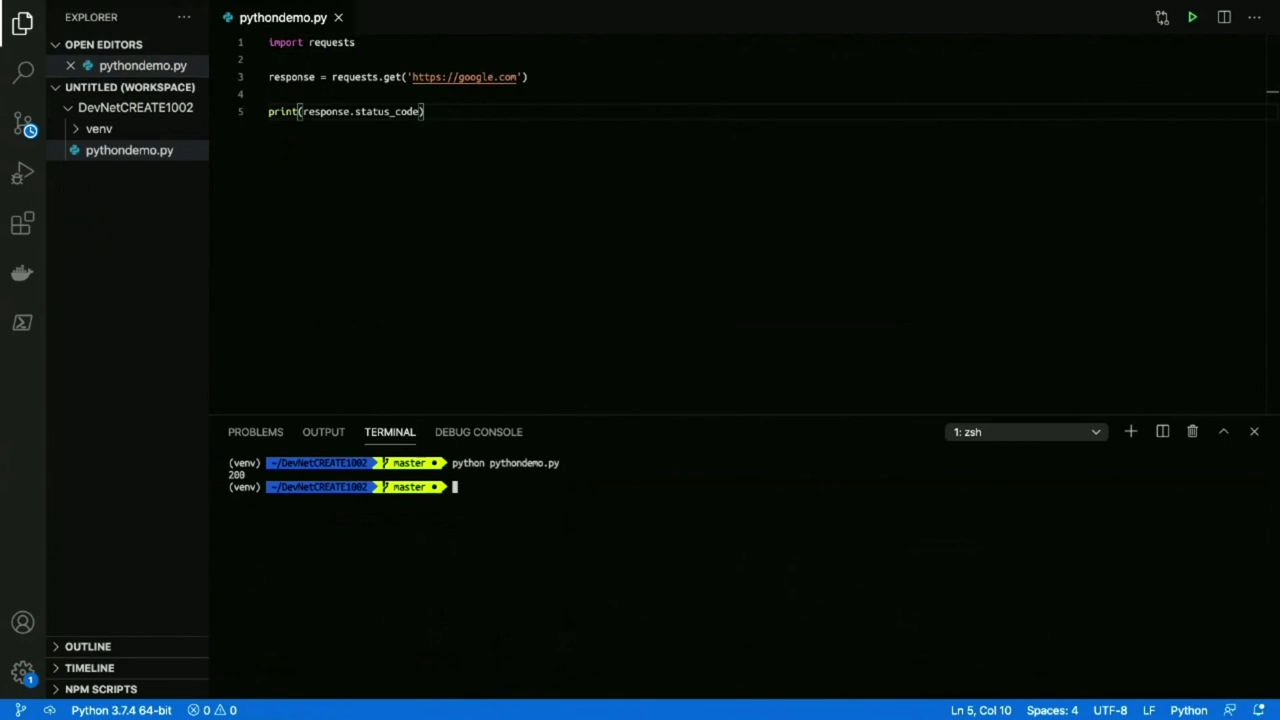 EXPLORER
OPEN EDITORS
pythondemo.py
UNTITLED (WORKSPACE)
DevNetCREATE1002
venv
pythondemo.py
OUTLINE
TIMELINE
NPM SCRIPTS
pythondemo.py
1 import requests
2
3 response = requests.get('https://google.com')
4
5 print(response.status_code)
PROBLEMS OUTPUT TERMINAL DEBUG CONSOLE 1: zsh
(venv) ~/DevNetCREATE1002 master ● python pythondemo.py
200
(venv) ~/DevNetCREATE1002 master ●
1
Python 3.7.4 64-bit 0 0 Ln 5, Col 10 Spaces: 4 UTF-8 LF Python